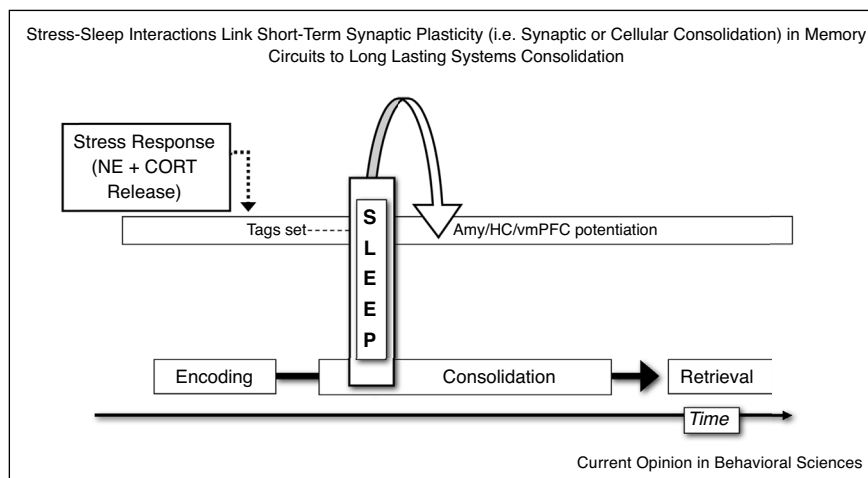 Stress-Sleep Interactions Link Short-Term Synaptic Plasticity (i.e. Synaptic or Cellular Consolidation) in Memory
Circuits to Long Lasting Systems Consolidation
Stress Response
(NE + CORT
Release)
Tags set
SLEEP
Amy/HC/vmPFC potentiation
Encoding
Consolidation
Retrieval
Time
Current Opinion in Behavioral Sciences